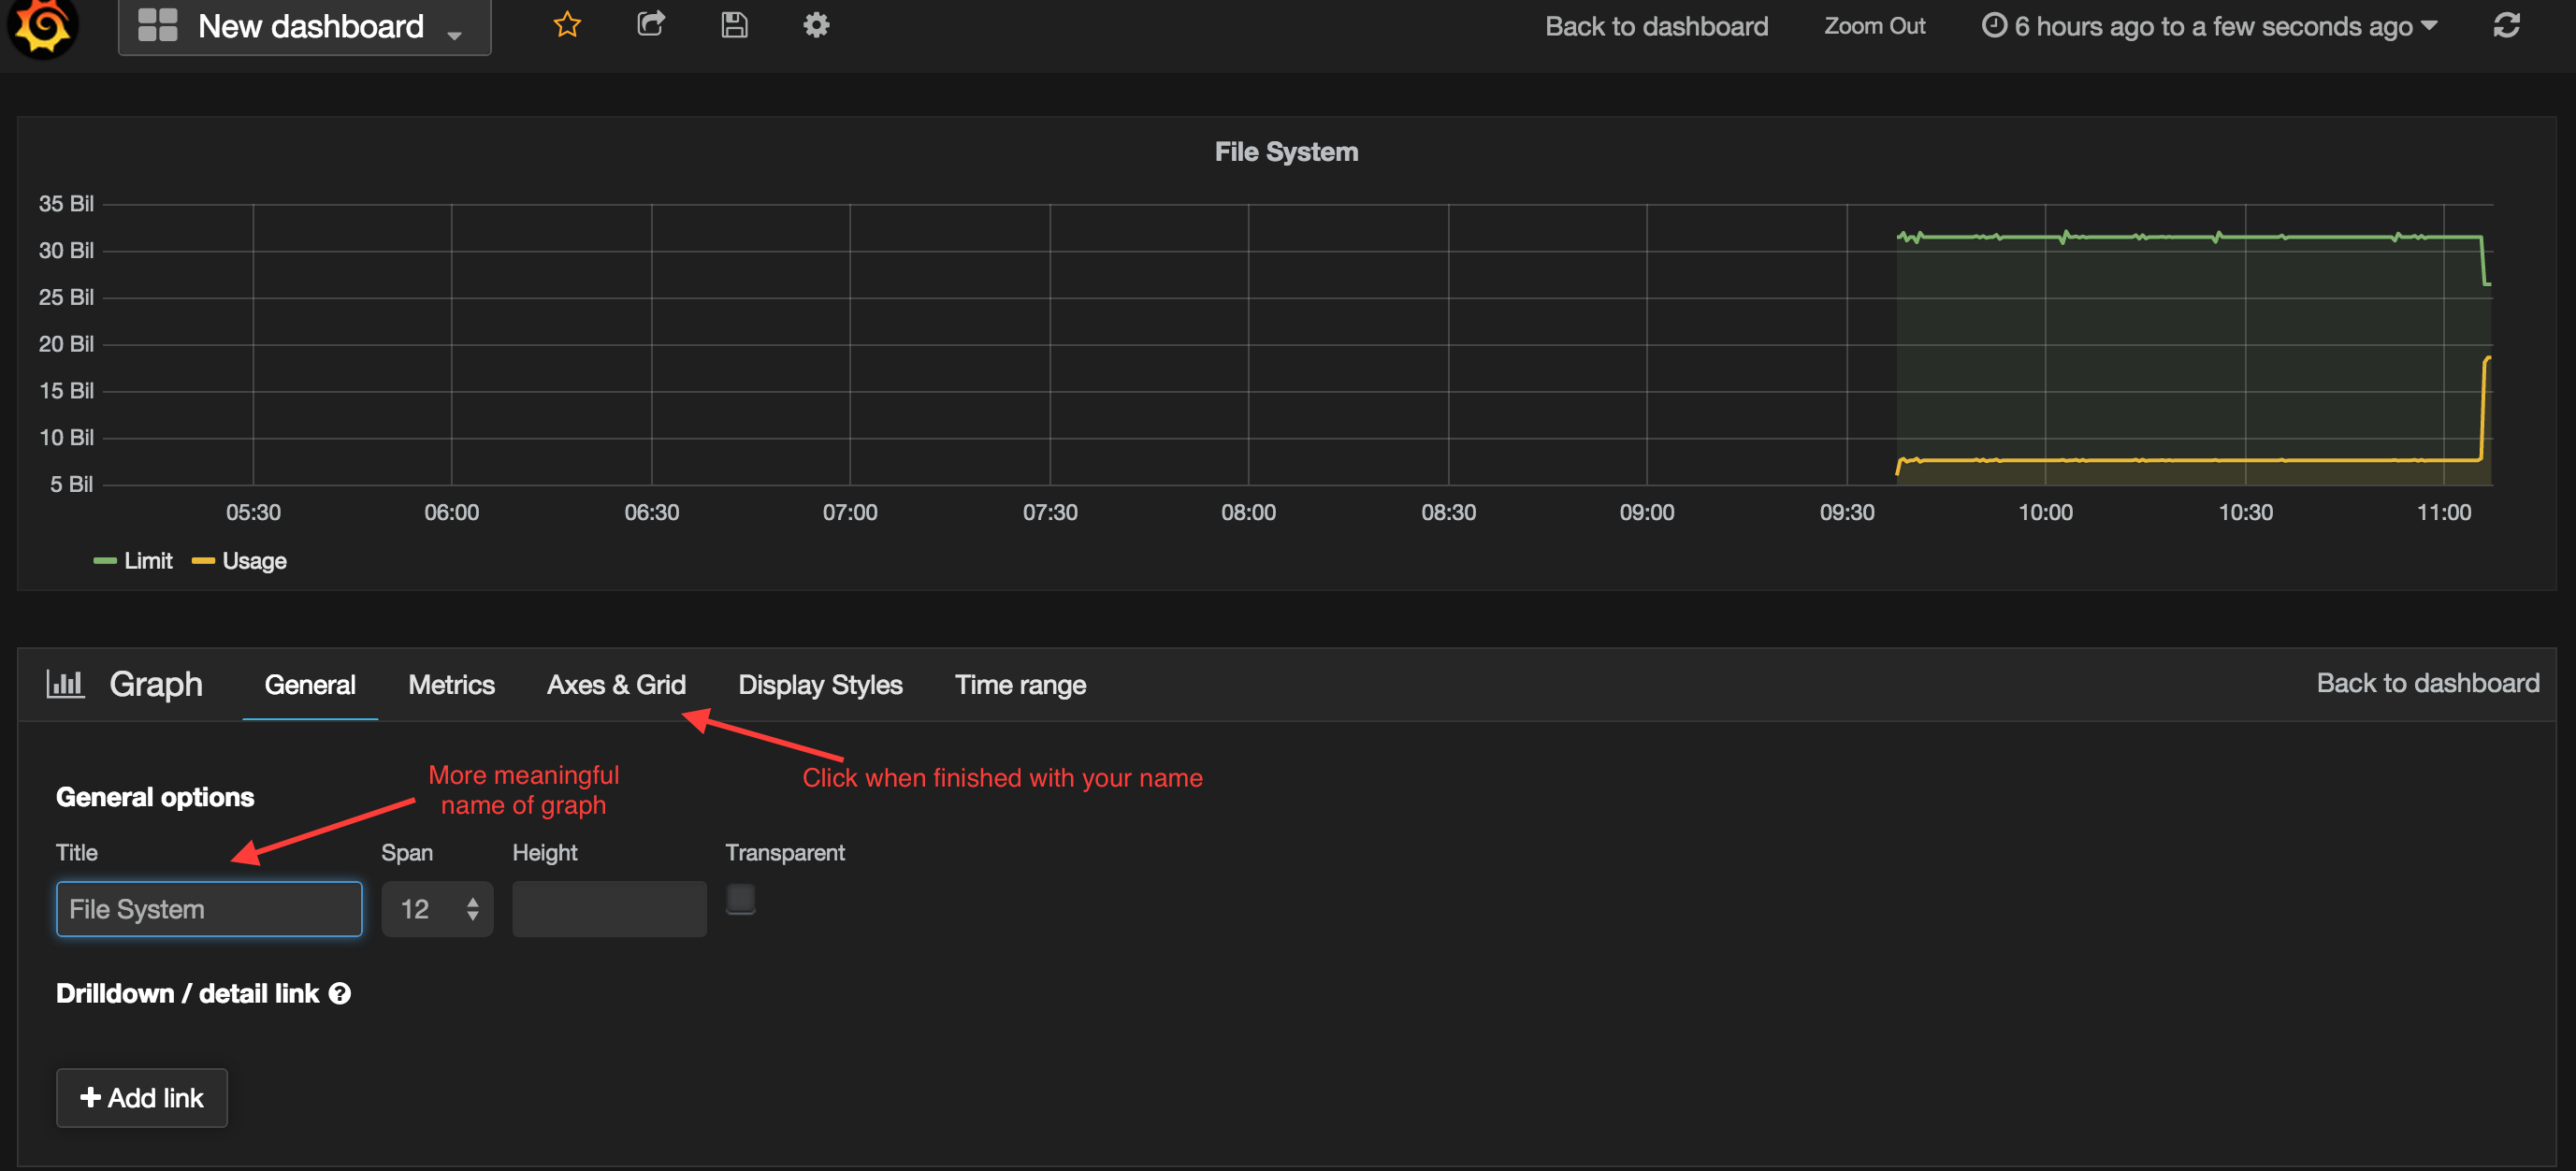 New dashboard
Back to dashboard
Zoom Out
6 hours ago to a few seconds ago
File System
35 Bil
30 Bil
25 Bil
20 Bil
15 Bil
10 Bil
5 Bil
05:30
06:00
06:30
07:00
07:30
08:00
08:30
09:00
09:30
10:00
10:30
11:00
Limit
Usage
Graph
General
Metrics
Axes & Grid
Display Styles
Time range
Back to dashboard
More meaningful
name of graph
Click when finished with your name
General options
Title
Span
Height
Transparent
File System
12
Drilldown / detail link
Add link